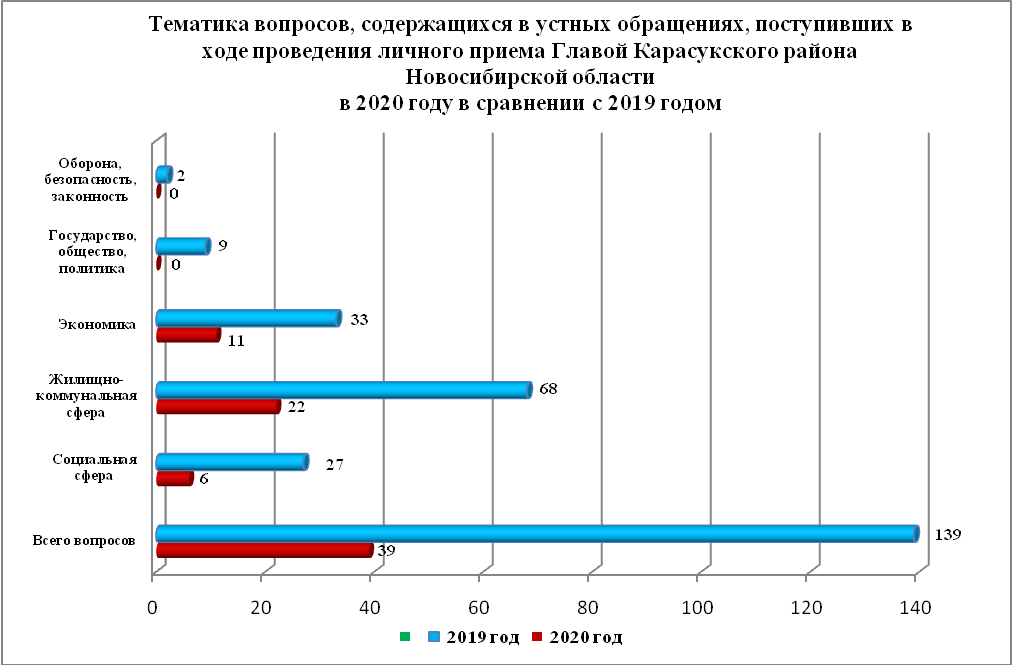 Тематика вопросов, содержащихся в устных обращениях, поступивших в
ходе проведения личного приема Главой Карасукского района
Новосибирской области
в 2020 году в сравнении с 2019 годом
Оборона,
безопасность,
законность
2
0
Государство,
общество,
политика
9
0
Экономика
33
11
Жилищно-
коммунальная
сфера
68
22
Социальная
сфера
27
6
Всего вопросов
139
39
0 20 40 60 80 100 120 140
2019 год 2020 год